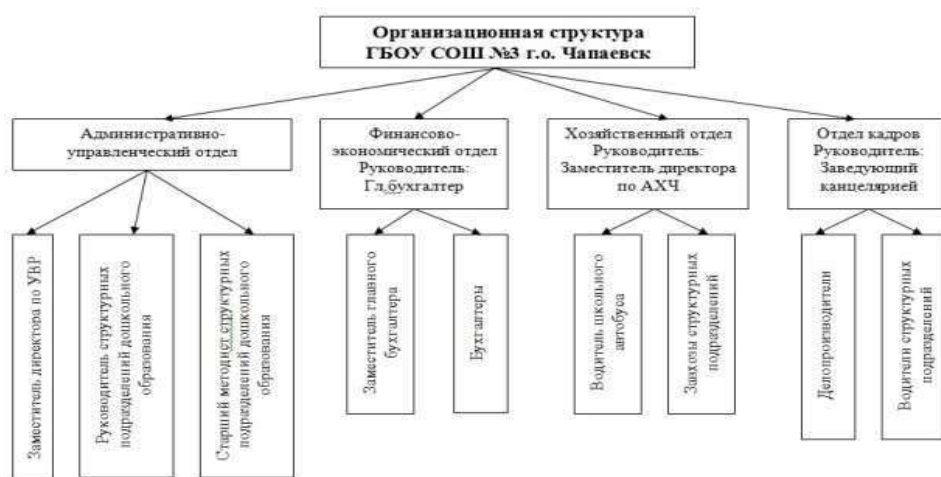 Организационная структура
ГБОУ СОШ №3 г.о. Чапаевск
Административно-
управленческий отдел
Финансово-
экономический отдел
Руководитель:
Гл.бухгалтер
Хозяйственный отдел
Руководитель:
Заместитель директора
по АХЧ
Отдел кадров
Руководитель:
Заведующий
канцелярией
Заместитель директора по УВР
Руководитель структурных
подразделений дошкольного
образования
Старший методист структурных
подразделений дошкольного
образования
Заместитель главного
бухгалтера
Бухгалтеры
Водитель школьного
автобуса
Завхозы структурных
подразделений
Делопроизводители
Водители структурных
подразделений